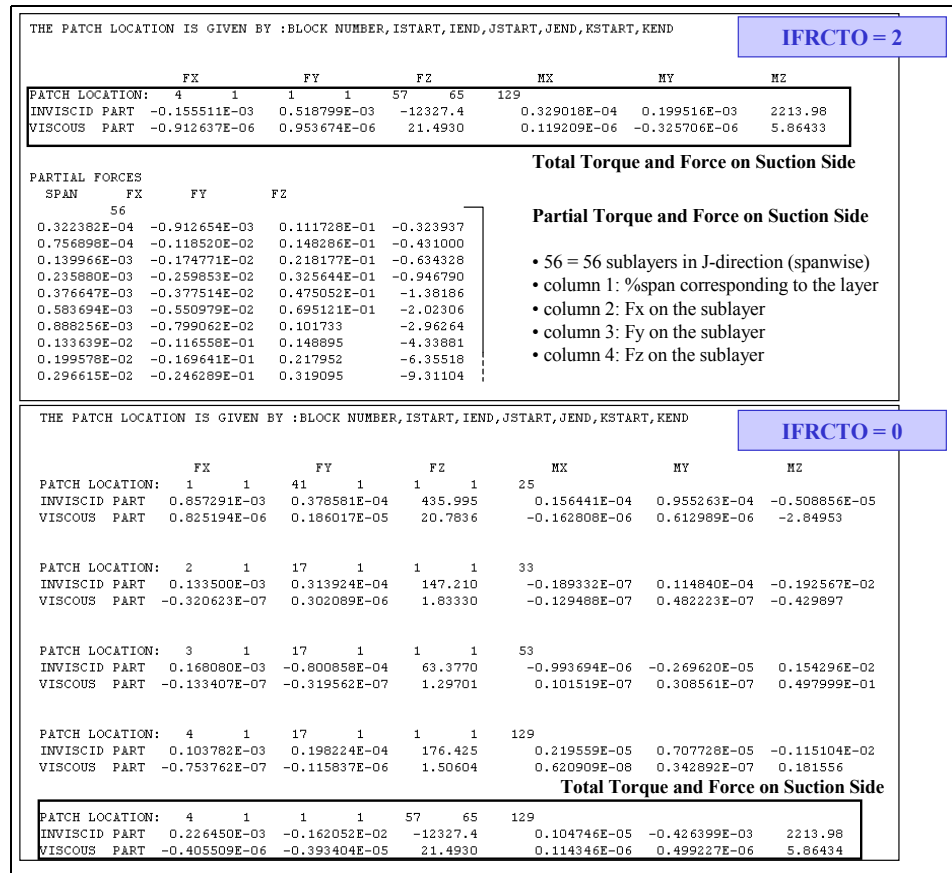 THE PATCH LOCATION IS GIVEN BY :BLOCK NUMBER,ISTART,IEND,JSTART,JEND,KSTART,KEND
IFRCTO = 2
FX FY FZ MX MY MZ
PATCH LOCATION: 4 1 1 1 57 65 129
INVISCID PART -0.155511E-03 0.518799E-03 -12327.4 0.329018E-04 0.199516E-03 2213.98
VISCOUS PART -0.912637E-06 0.953674E-06 21.4930 0.119209E-06 -0.325706E-06 5.86433
Total Torque and Force on Suction Side
PARTIAL FORCES
SPAN FX FY FZ
56
0.322382E-04 -0.912654E-03 0.111728E-01 -0.323937
0.756898E-04 -0.118520E-02 0.148286E-01 -0.431000
0.139966E-03 -0.174771E-02 0.218177E-01 -0.634328
0.235880E-03 -0.259853E-02 0.325644E-01 -0.946790
0.376647E-03 -0.377514E-02 0.475052E-01 -1.38186
0.583694E-03 -0.550979E-02 0.695121E-01 -2.02306
0.888256E-03 -0.799062E-02 0.101733 -2.96264
0.133639E-02 -0.116558E-01 0.148895 -4.33881
0.199578E-02 -0.169641E-01 0.217952 -6.35518
0.296615E-02 -0.246289E-01 0.319095 -9.31104
Partial Torque and Force on Suction Side
• 56 = 56 sublayers in J-direction (spanwise)
• column 1: %span corresponding to the layer
• column 2: Fx on the sublayer
• column 3: Fy on the sublayer
• column 4: Fz on the sublayer
THE PATCH LOCATION IS GIVEN BY :BLOCK NUMBER,ISTART,IEND,JSTART,JEND,KSTART,KEND
IFRCTO = 0
FX FY FZ MX MY MZ
PATCH LOCATION: 1 1 41 1 1 1 25
INVISCID PART 0.857291E-03 0.378581E-04 435.995 0.156441E-04 0.955263E-04 -0.508856E-05
VISCOUS PART 0.825194E-06 0.186017E-05 20.7836 -0.162808E-06 0.612989E-06 -2.84953
PATCH LOCATION: 2 1 17 1 1 1 33
INVISCID PART 0.133500E-03 0.313924E-04 147.210 -0.189332E-07 0.114840E-04 -0.192567E-02
VISCOUS PART -0.320623E-07 0.302089E-06 1.83330 -0.129488E-07 0.482223E-07 -0.429897
PATCH LOCATION: 3 1 17 1 1 1 53
INVISCID PART 0.168080E-03 -0.800858E-04 63.3770 -0.993694E-06 -0.269620E-05 0.154296E-02
VISCOUS PART -0.133407E-07 -0.319562E-07 1.29701 0.101519E-07 0.308561E-07 0.497999E-01
PATCH LOCATION: 4 1 17 1 1 1 129
INVISCID PART 0.103782E-03 0.198224E-04 176.425 0.219559E-05 0.707728E-05 -0.115104E-02
VISCOUS PART -0.753762E-07 -0.115837E-06 1.50604 0.620909E-08 0.342892E-07 0.181556
Total Torque and Force on Suction Side
PATCH LOCATION: 4 1 1 1 57 65 129
INVISCID PART 0.226450E-03 -0.162052E-02 -12327.4 0.104746E-05 -0.426399E-03 2213.98
VISCOUS PART -0.405509E-06 -0.393404E-05 21.4930 0.114346E-06 0.499227E-06 5.86434